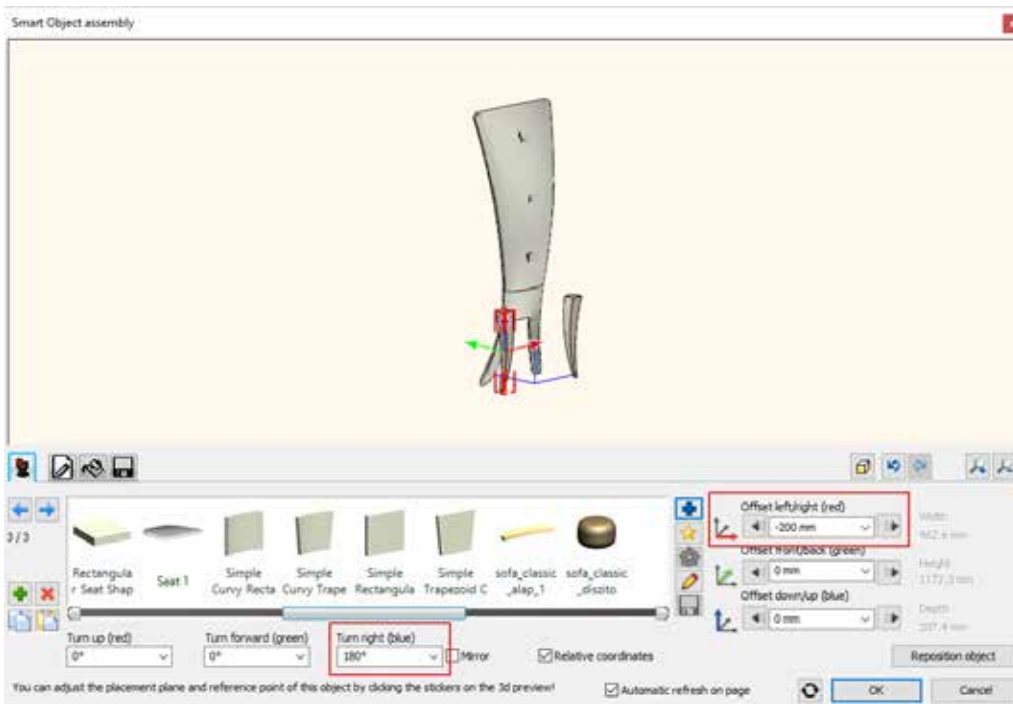 Smart Object assembly
3/3
Rectangula
r Seat Shap
Seat 1
Simple
Curvy Recta
Simple
Curvy Trape
Simple
Rectangula
Simple
Trapezoid C
sofa_classic
_alap_1
sofa_classic
_diszito
Offset left/right (red)
-200 mm
Offset front/back (green)
0 mm
Offset down/up (blue)
0 mm
Width
Height
Depth
Turn up (red)
0°
Turn forward (green)
0°
Turn right (blue)
180°
Mirror
Relative coordinates
Reposition object
You can adjust the placement plane and reference point of this object by clicking the stickers on the 3d preview!
Automatic refresh on page
OK
Cancel